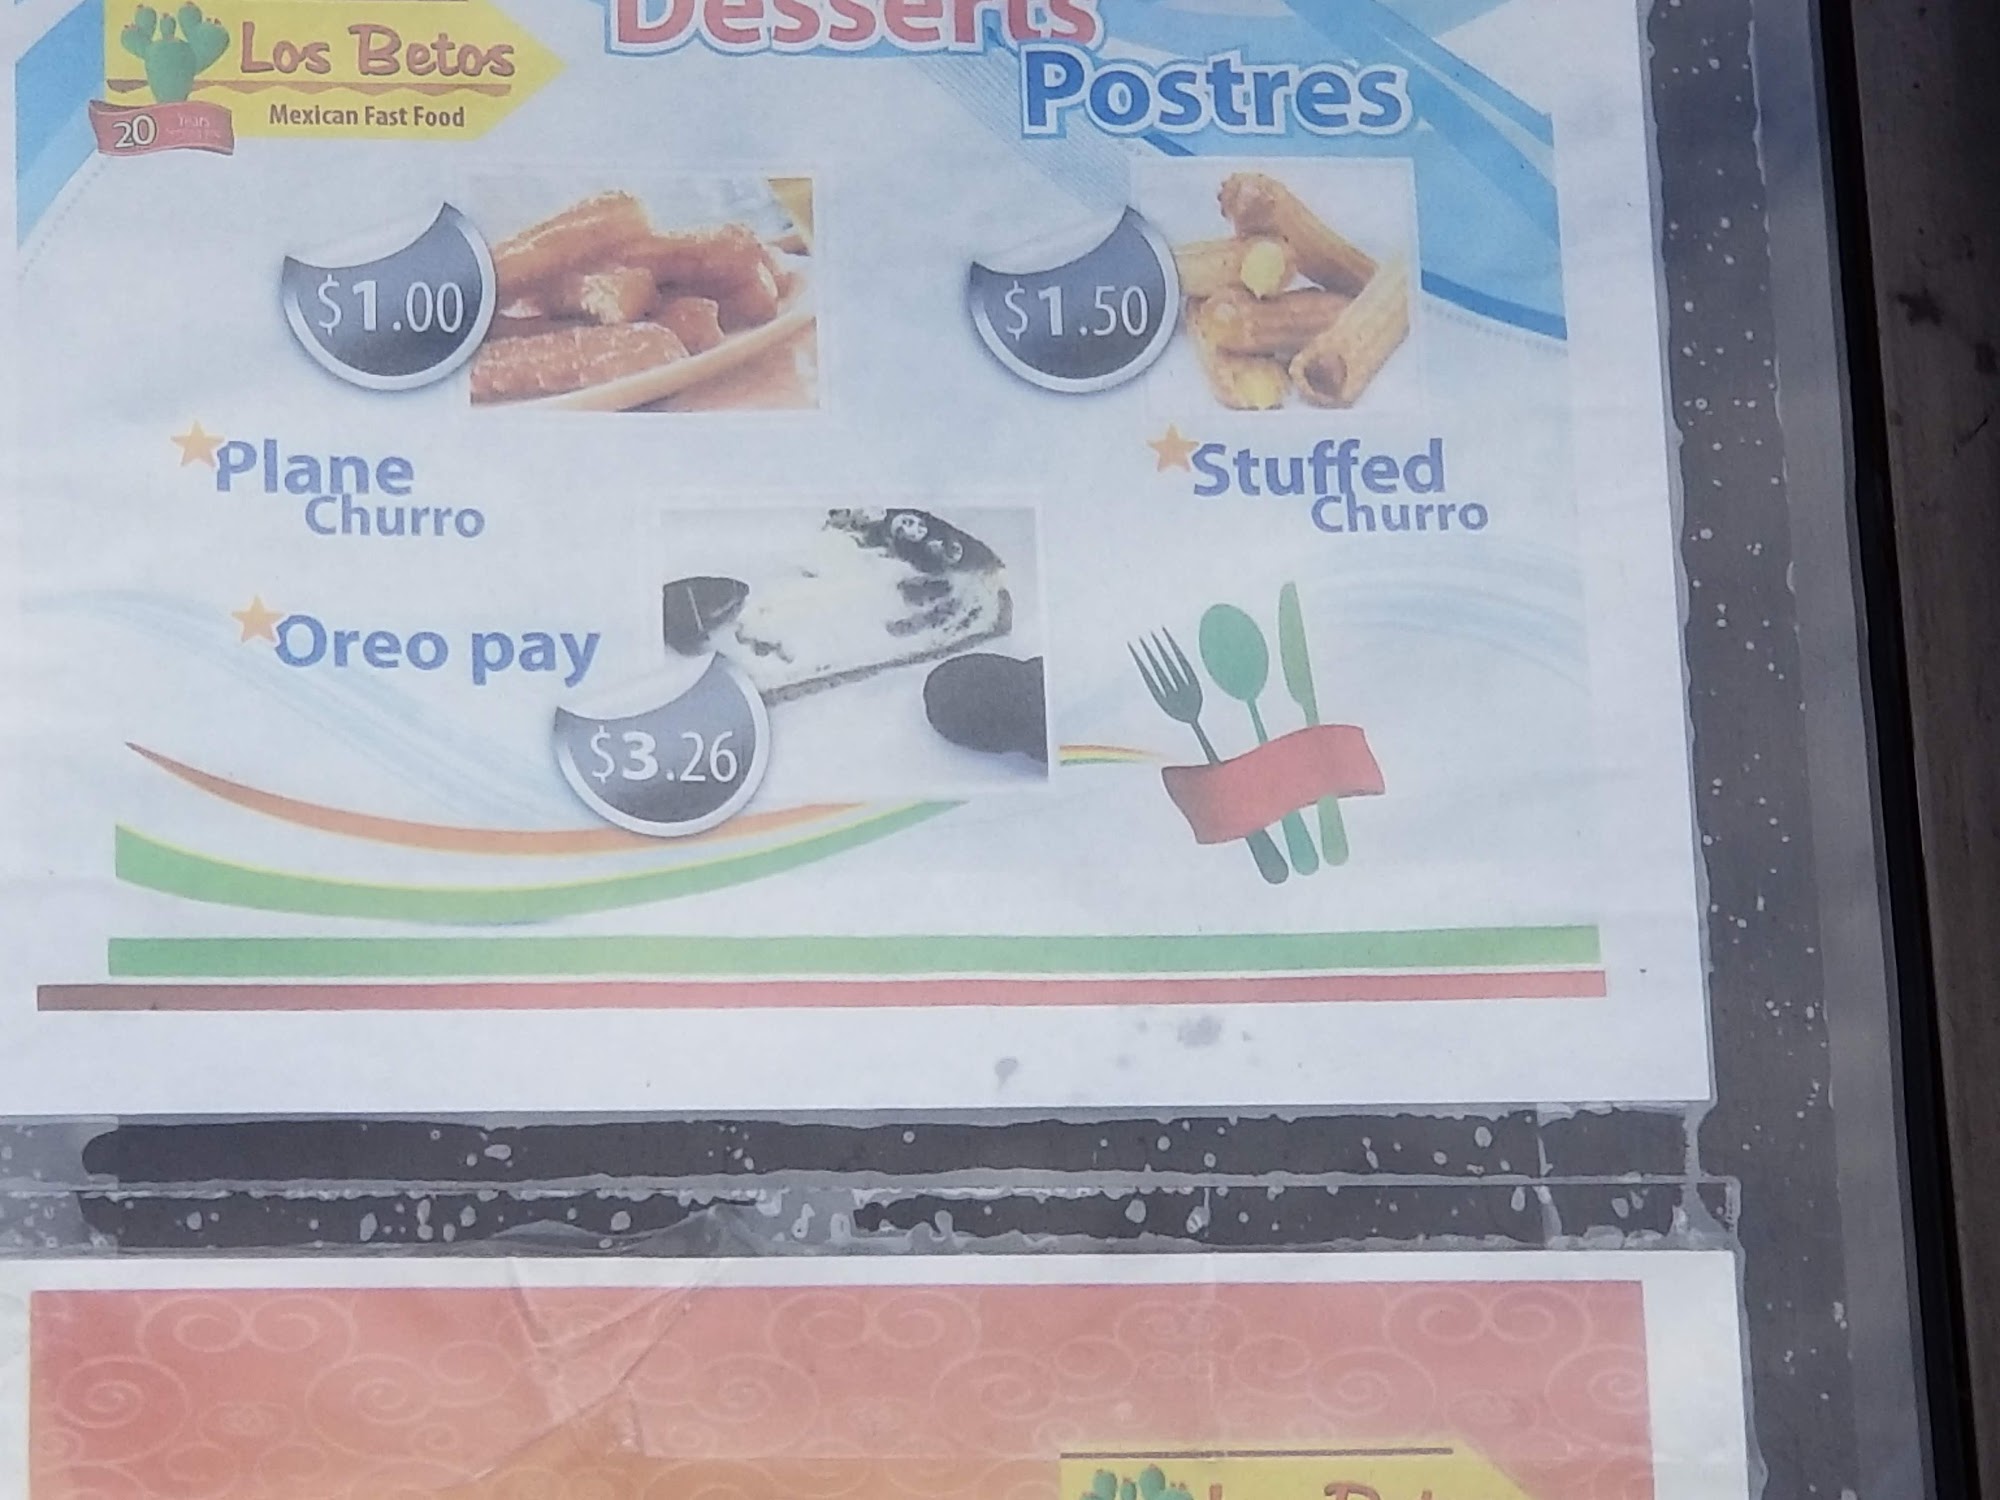 Desserts
Postres
Los Betos
Mexican Fast Food
20 Years
$1.00
$1.50
Plane
Churro
Stuffed
Churro
Oreo pay
$3.26